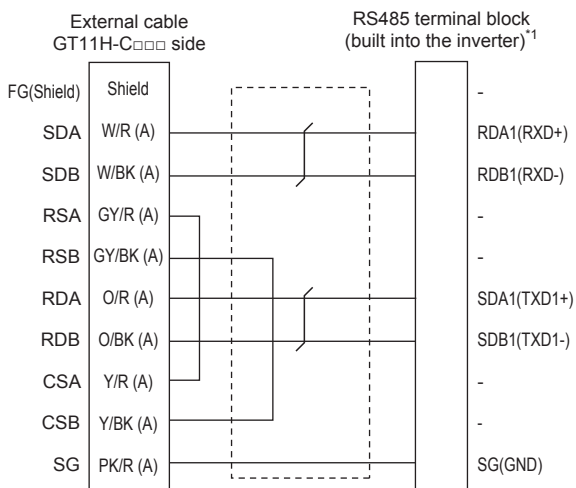 External cable
GT11H-C□□□ side
RS485 terminal block
(built into the inverter)*1
FG(Shield) Shield -
SDA W/R (A) RDA1(RXD+)
SDB W/BK (A) RDB1(RXD-)
RSA GY/R (A) -
RSB GY/BK (A) -
RDA O/R (A) SDA1(TXD1+)
RDB O/BK (A) SDB1(TXD1-)
CSA Y/R (A) -
CSB Y/BK (A) -
SG PK/R (A) SG(GND)